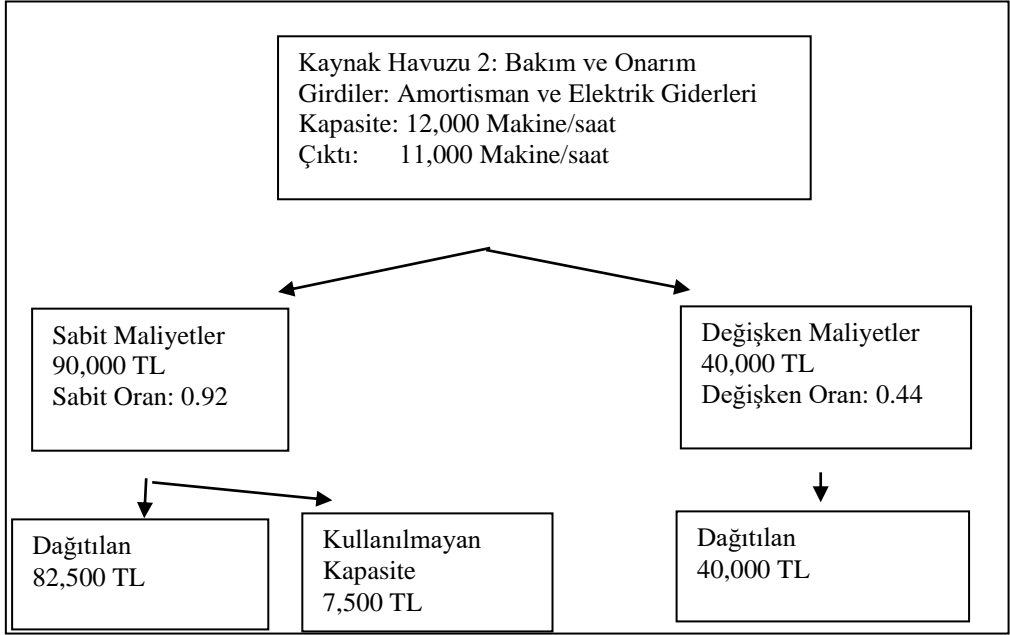 Kaynak Havuzu 2: Bakım ve Onarım
Girdiler: Amortisman ve Elektrik Giderleri
Kapasite: 12,000 Makine/saat
Çıktı: 11,000 Makine/saat
Sabit Maliyetler
90,000 TL
Sabit Oran: 0.92
Değişken Maliyetler
40,000 TL
Değişken Oran: 0.44
Dağıtılan
82,500 TL
Kullanılmayan
Kapasite
7,500 TL
Dağıtılan
40,000 TL